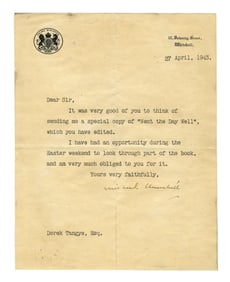 10, Downing Street,
Whitehall.
27 April, 1943.
Dear Sir,
It was very good of you to think of
sending me a special copy of "Went the Day Well",
which you have edited.
I have had an opportunity during the
Easter weekend to look through part of the book,
and am very much obliged to you for it.
Yours very faithfully,
Derek Tangye, Esq.